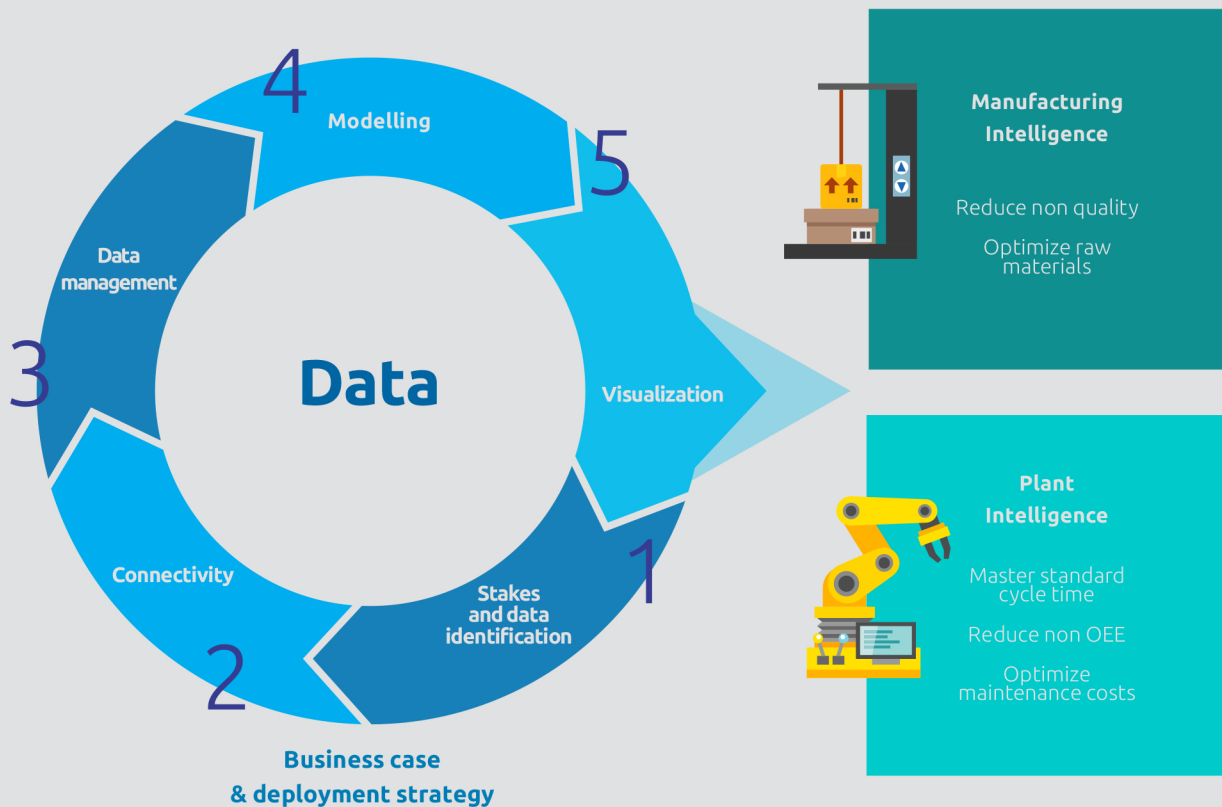 4
Modelling
5
Data
management
3
Data
Visualization
Connectivity
2
Stakes
and data
identification
1
Business case
& deployment strategy
Manufacturing
Intelligence
Reduce non quality
Optimize raw
materials
Plant
Intelligence
Master standard
cycle time
Reduce non OEE
Optimize
maintenance costs